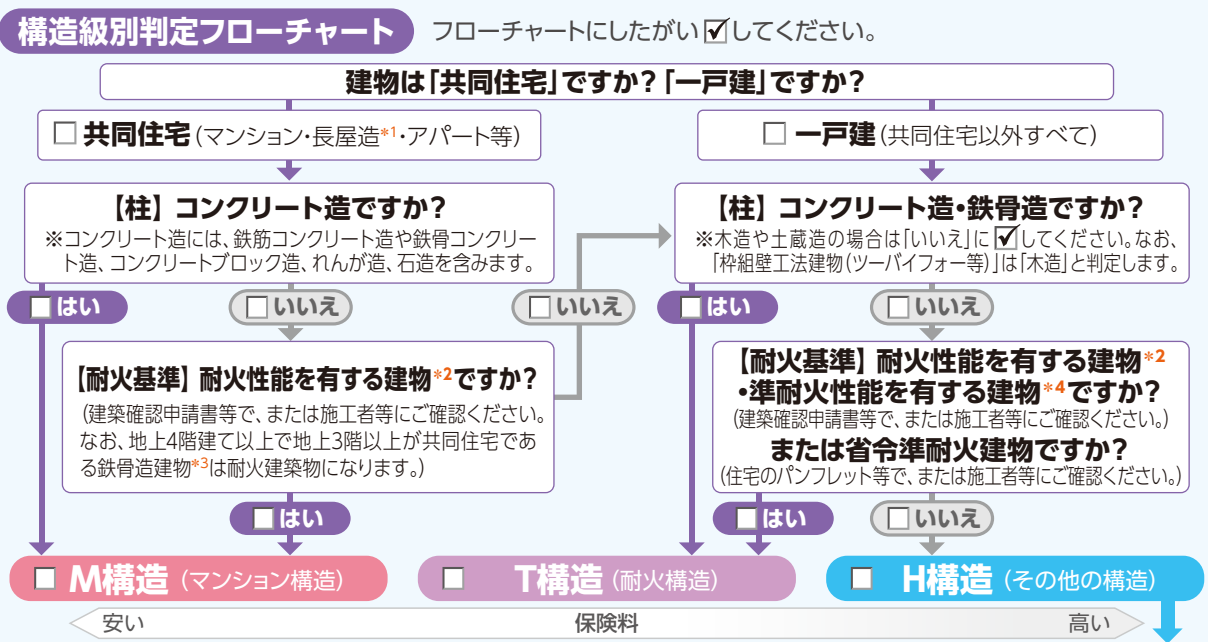 構造級別判定フローチャート フローチャートにしたがい☑してください。
建物は「共同住宅」ですか?「一戸建」ですか?
□ 共同住宅(マンション・長屋造*1・アパート等)
□ 一戸建(共同住宅以外すべて)
【柱】コンクリート造ですか?
※コンクリート造には、鉄筋コンクリート造や鉄骨コンクリー
ト造、コンクリートブロック造、れんが造、石造を含みます。
【柱】コンクリート造・鉄骨造ですか?
※木造や土蔵造の場合は「いいえ」に☑してください。なお、
「枠組壁工法建物(ツーバイフォー等)」は「木造」と判定します。
□はい
□いいえ
□いいえ
□はい
□いいえ
【耐火基準】耐火性能を有する建物*2ですか?
(建築確認申請書等で、または施工者等にご確認ください。
なお、地上4階建て以上で地上3階以上が共同住宅であ
る鉄骨造建物*3は耐火建築物になります。)
【耐火基準】耐火性能を有する建物*2
・準耐火性能を有する建物*4ですか?
(建築確認申請書等で、または施工者等にご確認ください。)
または省令準耐火建物ですか?
(住宅のパンフレット等で、または施工者等にご確認ください。)
□はい
□はい
□いいえ
□ M構造(マンション構造)
□ T構造(耐火構造)
□ H構造(その他の構造)
安い 保険料 高い